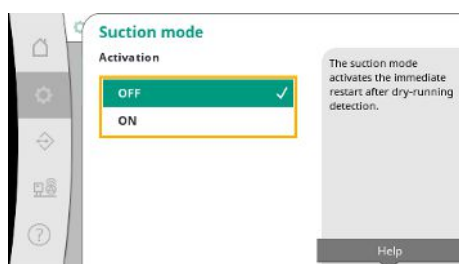 Suction mode
Activation
OFF
ON
The suction mode
activates the immediate
restart after dry-running
detection.
Help
?